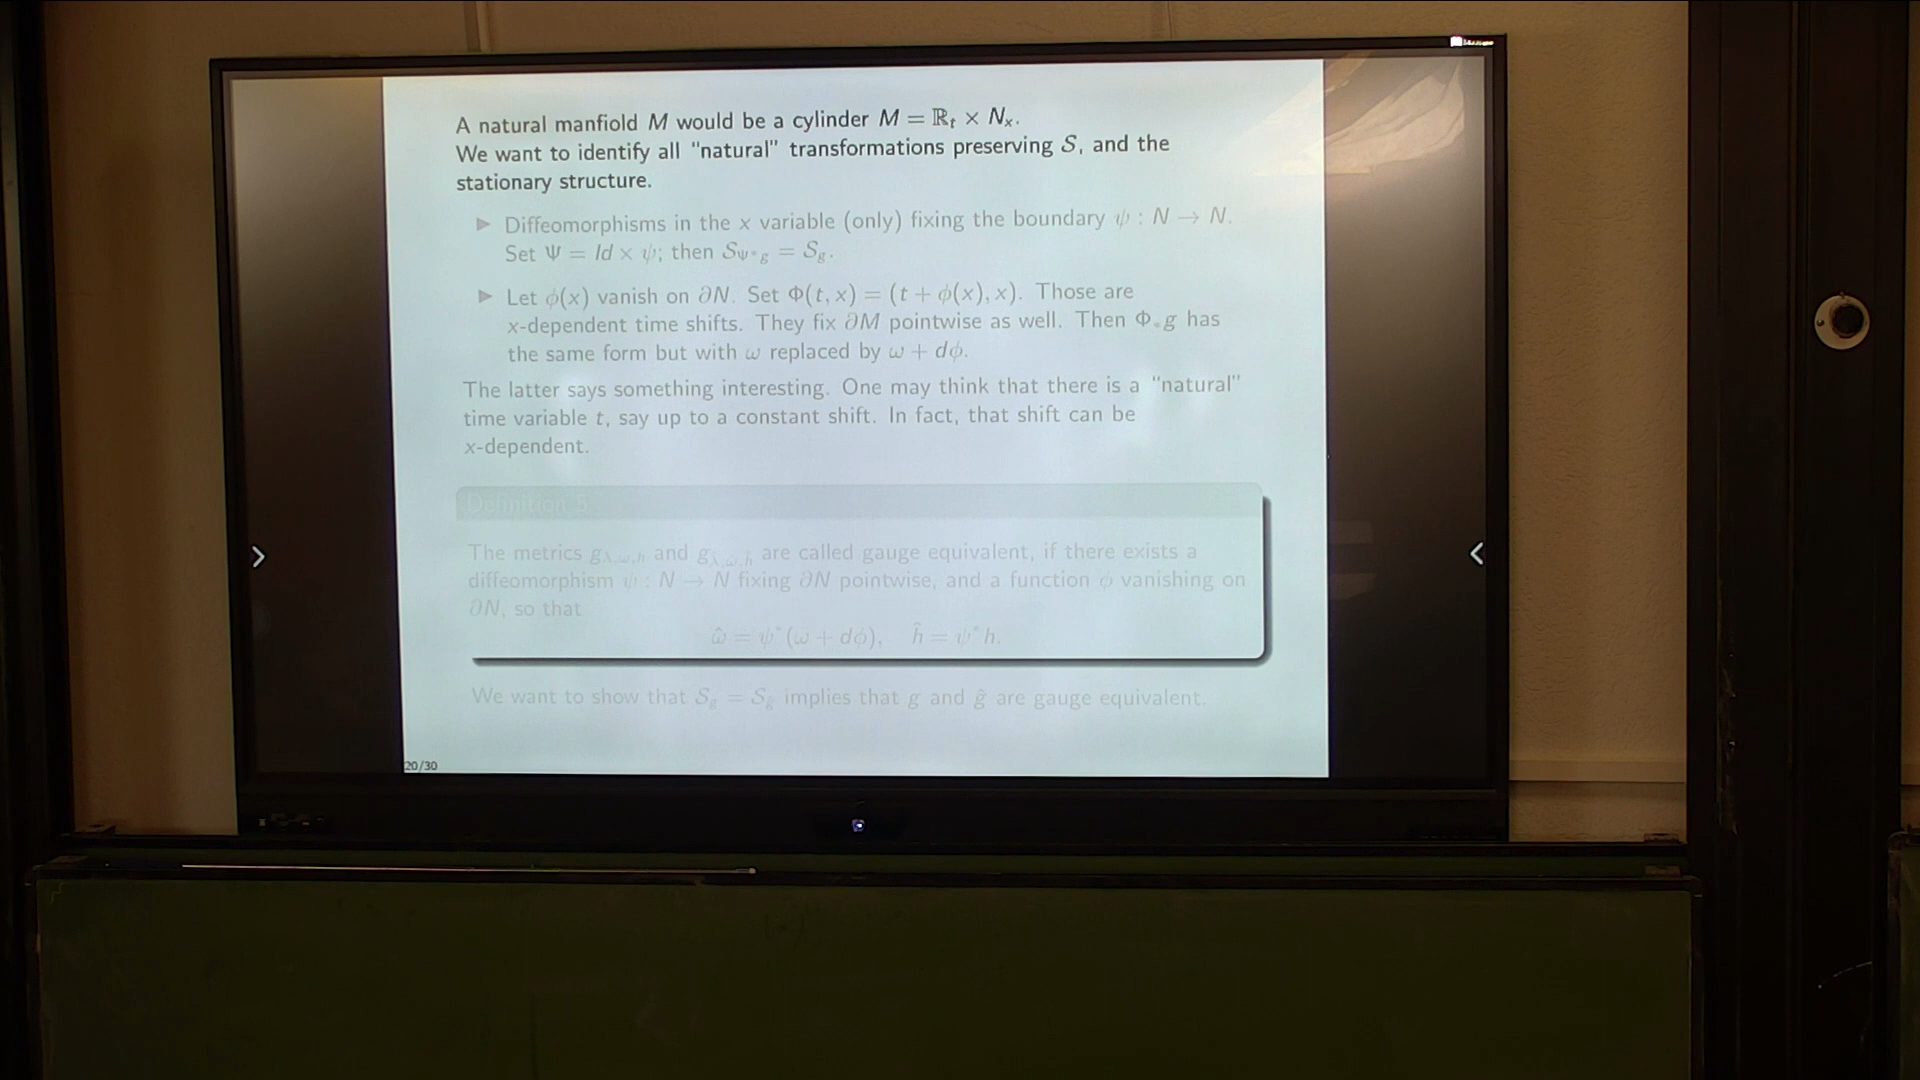 A natural manfiold M would be a cylinder M = ℝₜ × Nₓ.
We want to identify all "natural" transformations preserving S, and the
stationary structure.
▶ Diffeomorphisms in the x variable (only) fixing the boundary ψ : N → N.
Set Ψ = Id × ψ; then S_{Ψ*g} = S_g.
▶ Let ϕ(x) vanish on ∂N. Set Φ(t, x) = (t + ϕ(x), x). Those are
x-dependent time shifts. They fix ∂M pointwise as well. Then Φ*g has
the same form but with ω replaced by ω + dϕ.
The latter says something interesting. One may think that there is a "natural"
time variable t, say up to a constant shift. In fact, that shift can be
x-dependent.
Definition 5
The metrics g_{λ,ω,h} and g_{λ̂,ω̂,ĥ} are called gauge equivalent, if there exists a
diffeomorphism ψ : N → N fixing ∂N pointwise, and a function ϕ vanishing on
∂N, so that
ω̂ = ψ*(ω + dϕ), ĥ = ψ*h.
We want to show that S_g = S_ĝ implies that g and ĝ are gauge equivalent.
20/30